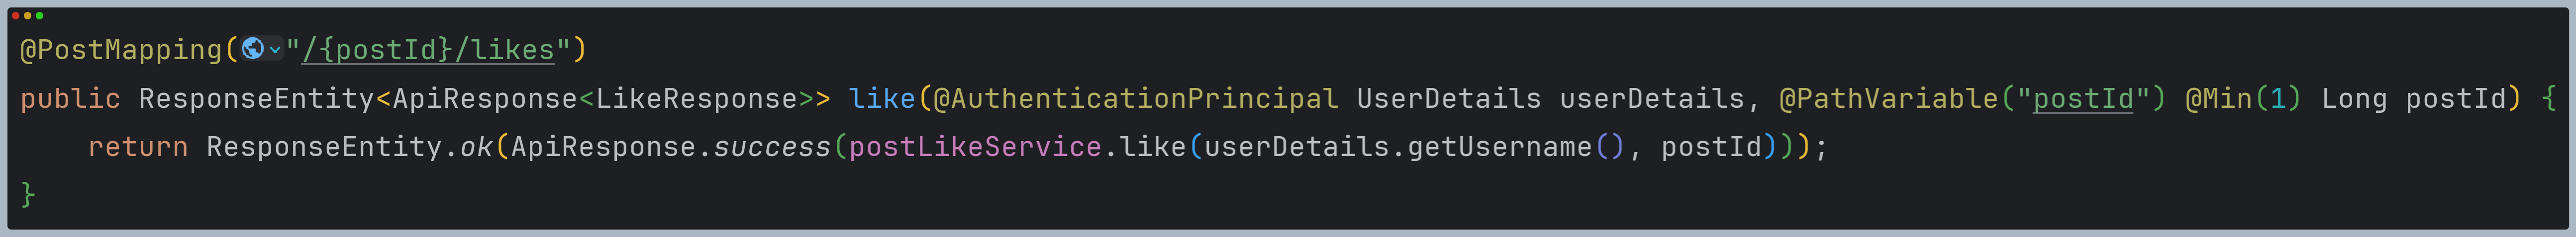 @PostMapping("/{postId}/likes")
public ResponseEntity<ApiResponse<LikeResponse>> like(@AuthenticationPrincipal UserDetails userDetails, @PathVariable("postId") @Min(1) Long postId) {
    return ResponseEntity.ok(ApiResponse.success(postLikeService.like(userDetails.getUsername(), postId)));
}